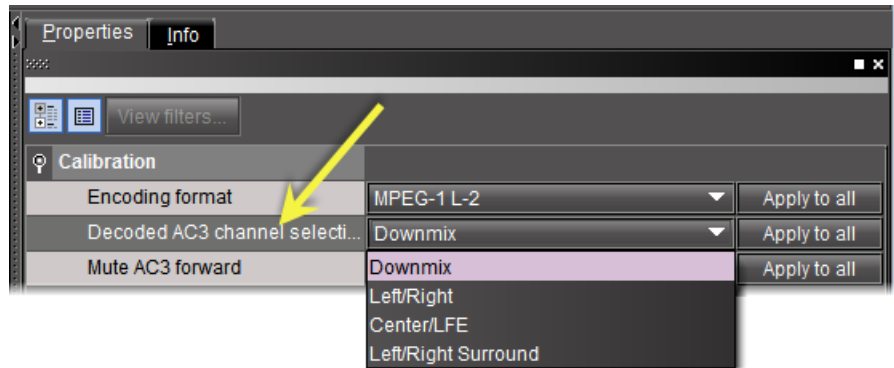 Properties Info
View filters...
Calibration
Encoding format MPEG-1 L-2 Apply to all
Decoded AC3 channel selecti... Downmix Apply to all
Mute AC3 forward Downmix Apply to all
Left/Right
Center/LFE
Left/Right Surround